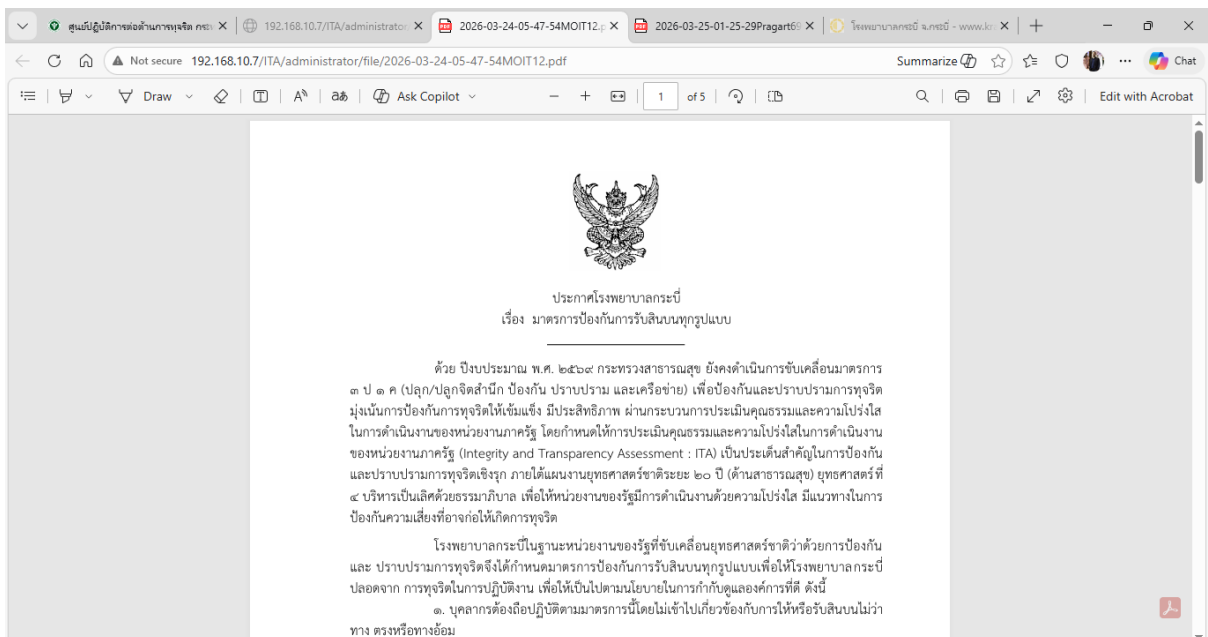 ศูนย์ปฏิบัติการต่อต้านการทุจริต กระ
192.168.10.7/ITA/administrator
2026-03-24-05-47-54MOIT12.p
2026-03-25-01-25-29Pragart69
โรงพยาบาลกระบี่ จ.กระบี่ - www.kr
Not secure 192.168.10.7/ITA/administrator/file/2026-03-24-05-47-54MOIT12.pdf
Summarize
Chat
Draw
Ask Copilot
1 of 5
Edit with Acrobat
ประกาศโรงพยาบาลกระบี่
เรื่อง มาตรการป้องกันการรับสินบนทุกรูปแบบ
ด้วย ปีงบประมาณ พ.ศ. ๒๕๖๙ กระทรวงสาธารณสุข ยังคงดำเนินการขับเคลื่อนมาตรการ
๓ ป ๑ ค (ปลุก/ปลูกจิตสำนึก ป้องกัน ปราบปราม และเครือข่าย) เพื่อป้องกันและปราบปรามการทุจริต
มุ่งเน้นการป้องกันการทุจริตให้เข้มแข็ง มีประสิทธิภาพ ผ่านกระบวนการประเมินคุณธรรมและความโปร่งใส
ในการดำเนินงานของหน่วยงานภาครัฐ โดยกำหนดให้การประเมินคุณธรรมและความโปร่งใสในการดำเนินงาน
ของหน่วยงานภาครัฐ (Integrity and Transparency Assessment : ITA) เป็นประเด็นสำคัญในการป้องกัน
และปราบปรามการทุจริตเชิงรุก ภายใต้แผนงานยุทธศาสตร์ชาติระยะ ๒๐ ปี (ด้านสาธารณสุข) ยุทธศาสตร์ที่
๔ บริหารเป็นเลิศด้วยธรรมาภิบาล เพื่อให้หน่วยงานของรัฐมีการดำเนินงานด้วยความโปร่งใส มีแนวทางในการ
ป้องกันความเสี่ยงที่อาจก่อให้เกิดการทุจริต
โรงพยาบาลกระบี่ในฐานะหน่วยงานของรัฐที่ขับเคลื่อนยุทธศาสตร์ชาติว่าด้วยการป้องกัน
และ ปราบปรามการทุจริตจึงได้กำหนดมาตรการป้องกันการรับสินบนทุกรูปแบบเพื่อให้โรงพยาบาลกระบี่
ปลอดจาก การทุจริตในการปฏิบัติงาน เพื่อให้เป็นไปตามนโยบายในการกำกับดูแลองค์การที่ดี ดังนี้
๑. บุคลากรต้องถือปฏิบัติตามมาตรการนี้โดยไม่เข้าไปเกี่ยวข้องกับการให้หรือรับสินบนไม่ว่า
ทาง ตรงหรือทางอ้อม